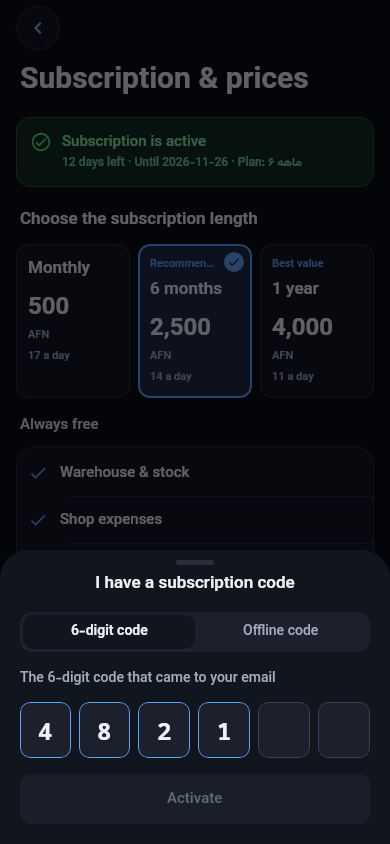 Subscription & prices
Subscription is active
12 days left · Until 2026-11-26 · Plan: ۶ ماهه
Choose the subscription length
Monthly
500
AFN
17 a day
Recommen…
6 months
2,500
AFN
14 a day
Best value
1 year
4,000
AFN
11 a day
Always free
Warehouse & stock
Shop expenses
I have a subscription code
6-digit code
Offline code
The 6-digit code that came to your email
4 8 2 1
Activate